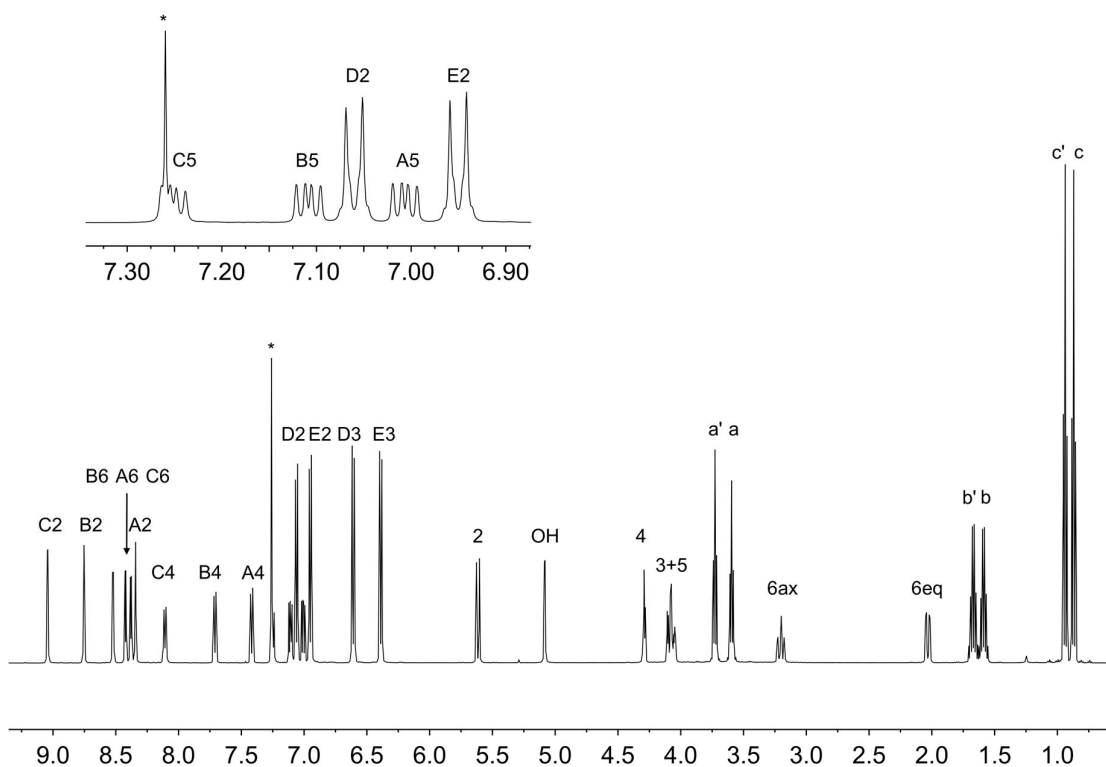 *
D2 E2
C5 B5 A5
7.30 7.20 7.10 7.00 6.90
c' c
*
D2 E2 D3 E3
a' a
B6 A6 C6
b' b
C2 B2 A2
2 OH 4
3+5
C4 B4 A4
6ax 6eq
9.0 8.5 8.0 7.5 7.0 6.5 6.0 5.5 5.0 4.5 4.0 3.5 3.0 2.5 2.0 1.5 1.0